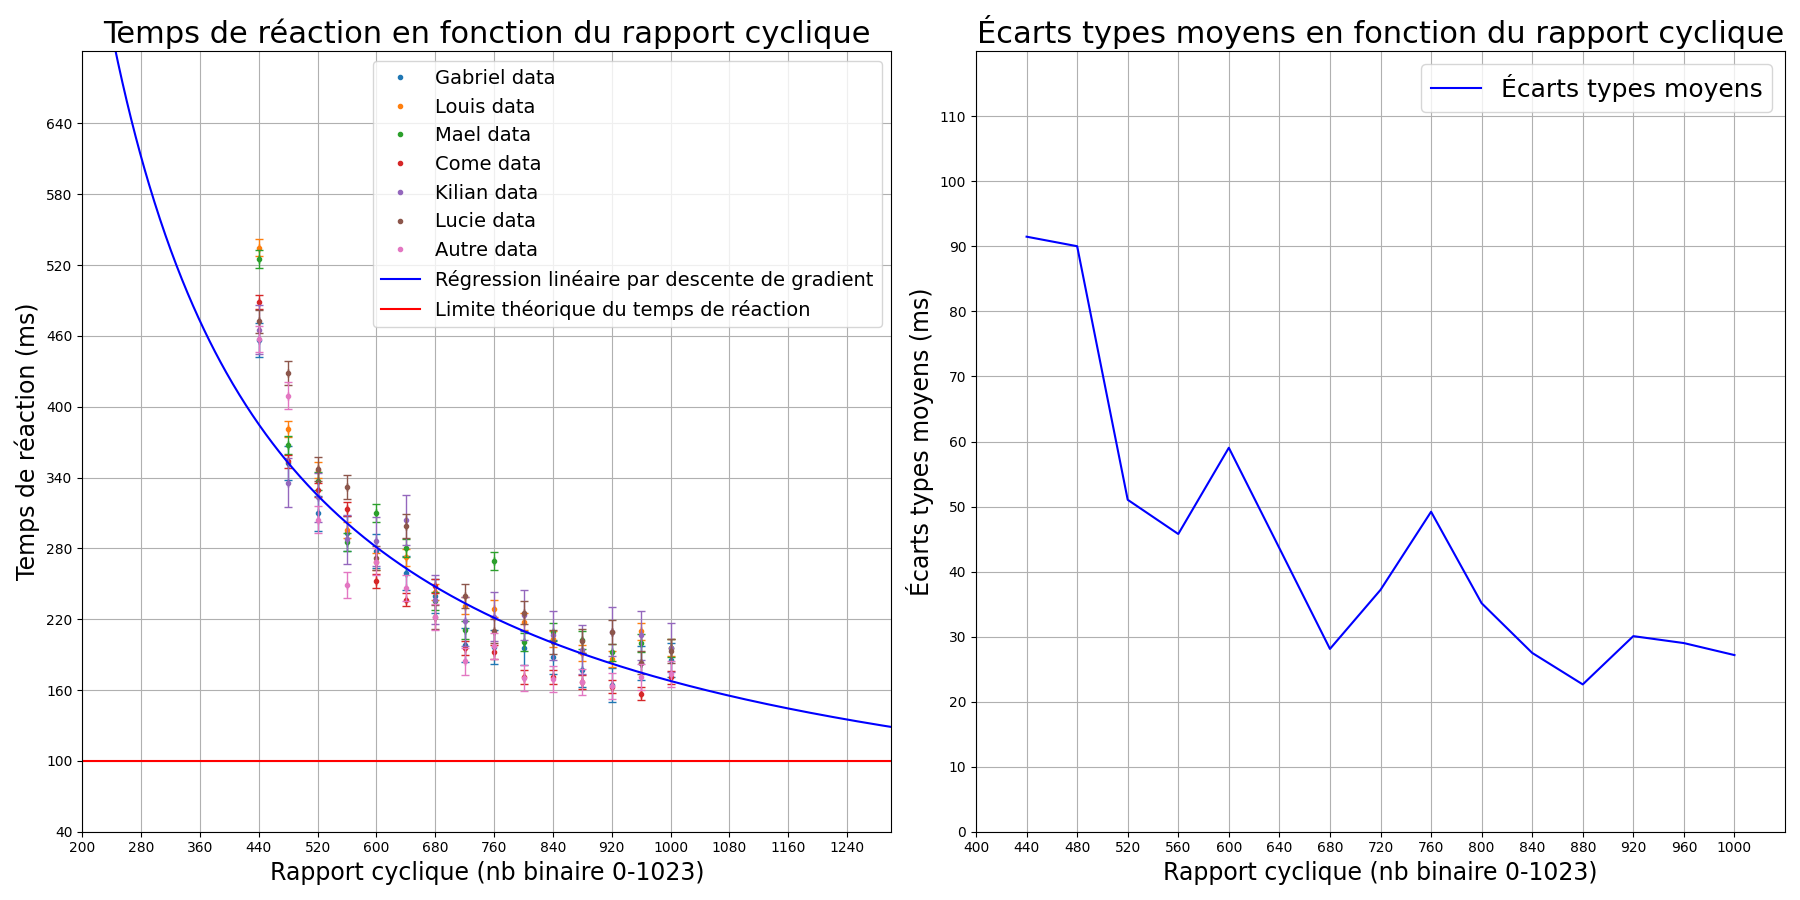 Temps de réaction en fonction du rapport cyclique
Gabriel data
Louis data
Mael data
Come data
Kilian data
Lucie data
Autre data
Régression linéaire par descente de gradient
Limite théorique du temps de réaction
Temps de réaction (ms)
640
580
520
460
400
340
280
220
160
100
40
200 280 360 440 520 600 680 760 840 920 1000 1080 1160 1240
Rapport cyclique (nb binaire 0-1023)
Écarts types moyens en fonction du rapport cyclique
Écarts types moyens
Écarts types moyens (ms)
110
100
90
80
70
60
50
40
30
20
10
0
400 440 480 520 560 600 640 680 720 760 800 840 880 920 960 1000
Rapport cyclique (nb binaire 0-1023)